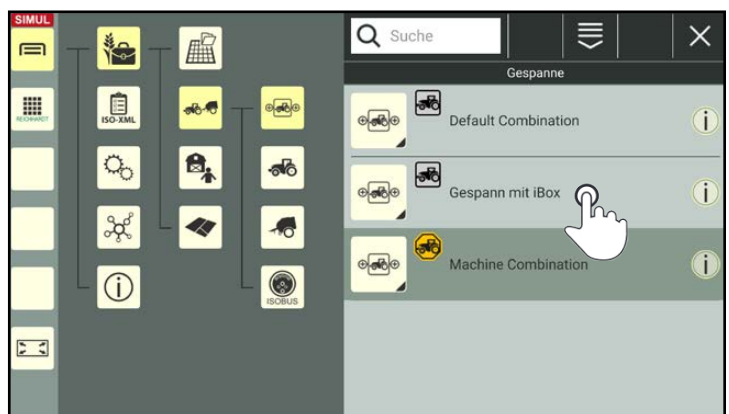 SIMUL
Suche
Gespanne
Default Combination
REICHHARDT
ISO-XML
Gespann mit iBox
Machine Combination
ISOBUS